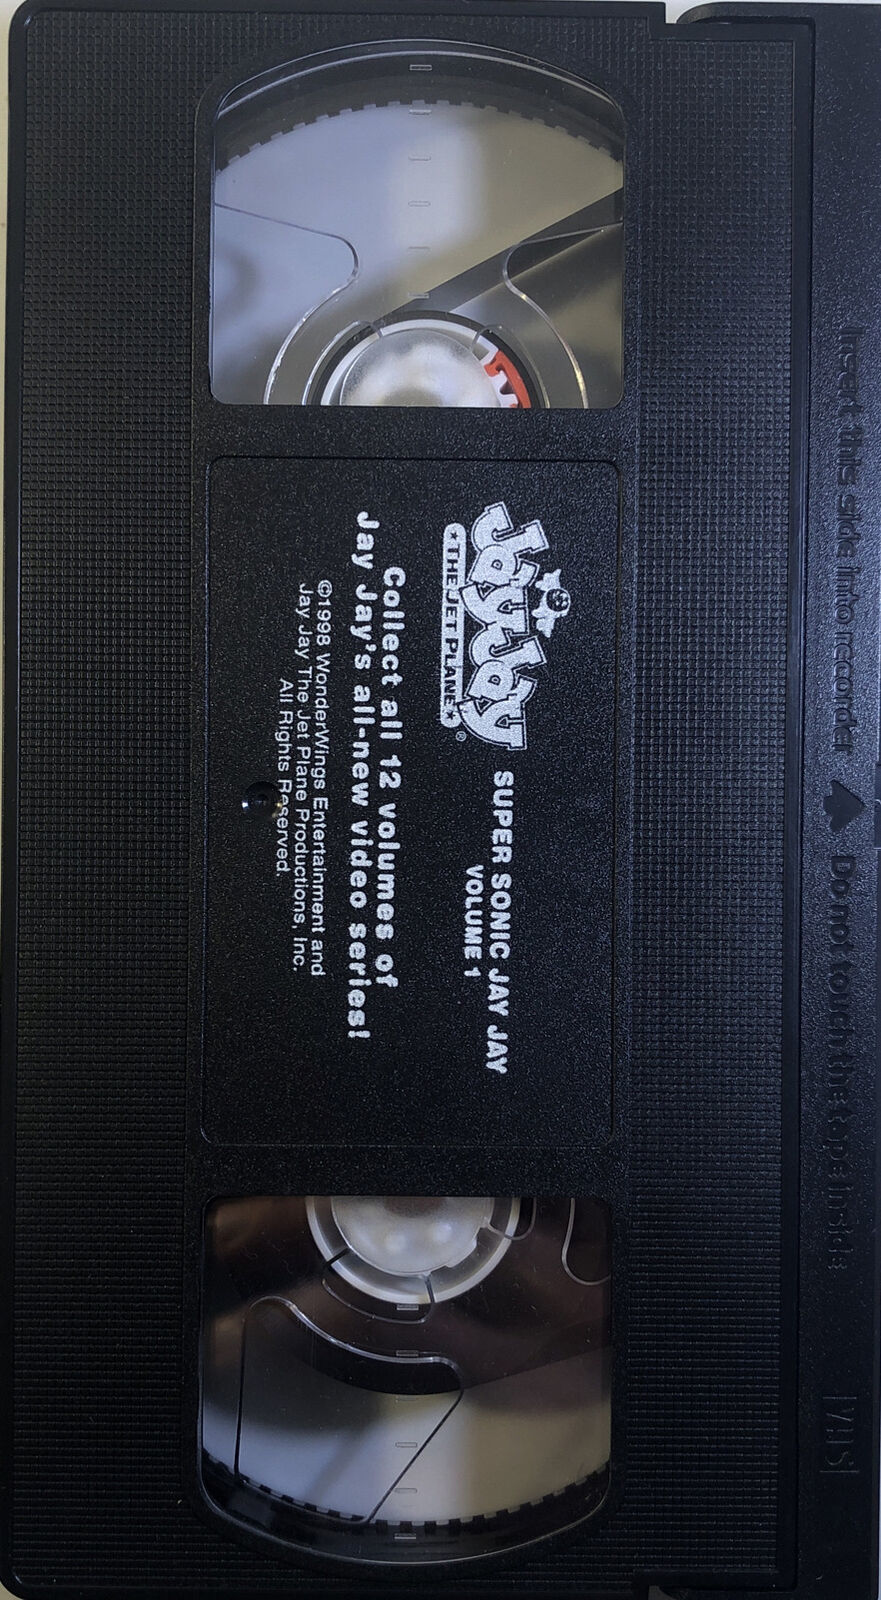 Insert this side into recorder ▲ Do not touch the tape inside
VHS
JayJay
★THE JET PLANE★®
SUPER SONIC JAY JAY
VOLUME 1
Collect all 12 volumes of
Jay Jay's all-new video series!
©1998 WonderWings Entertainment and
Jay Jay The Jet Plane Productions, Inc.
All Rights Reserved.